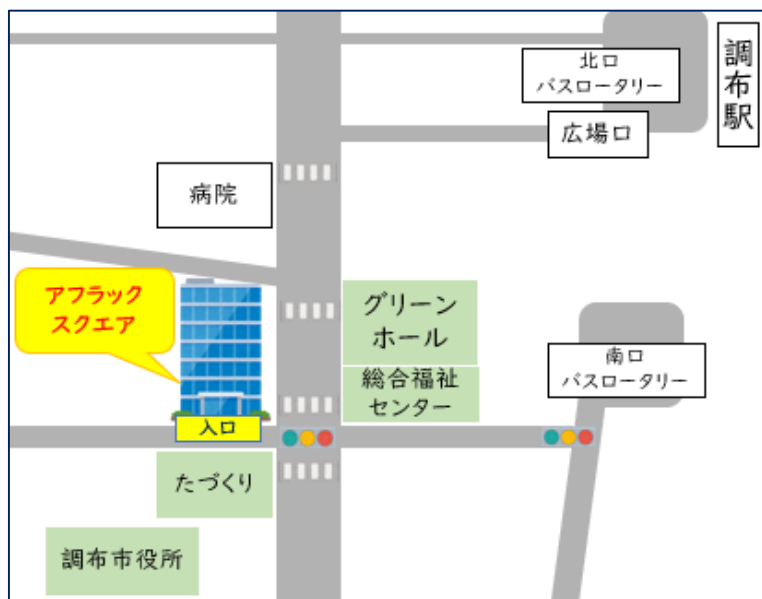 北口
バスロータリー
調布駅
広場口
病院
アフラック
スクエア
グリーン
ホール
総合福祉
センター
南口
バスロータリー
入口
たづくり
調布市役所